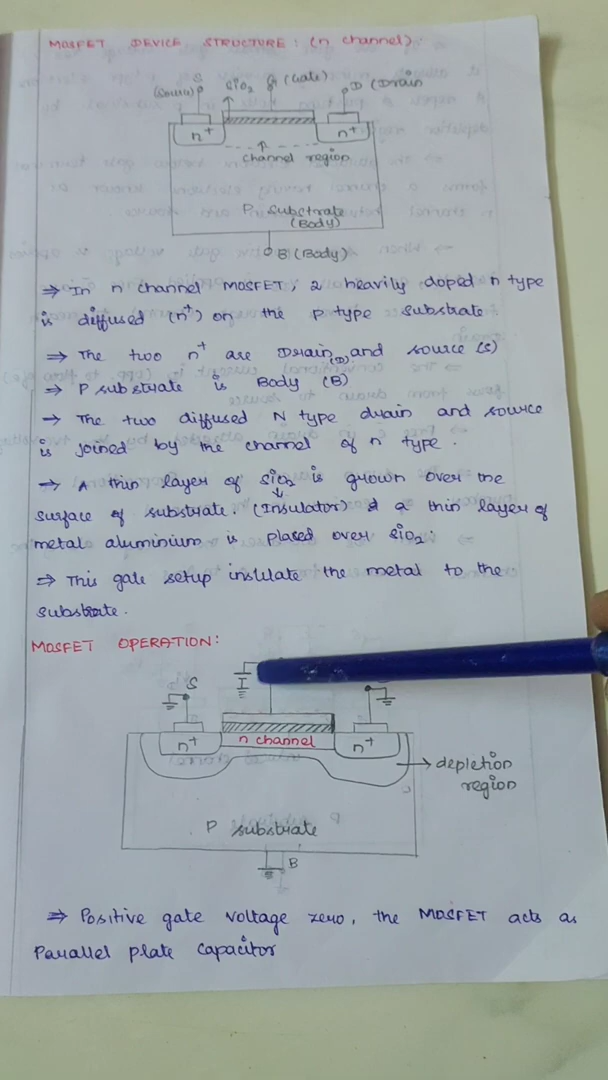 MOSFET DEVICE STRUCTURE: (n channel):
S
(source)
SiO2
G (Gate)
D (Drain
n+
n+
channel region
P substrate
(Body)
B (Body)
⇒ In n channel MOSFET, 2 heavily doped n type
is diffused (n+) on the p type substrate.
⇒ The two n+ are Drain(D) and source (s)
⇒ P substrate is Body (B)
→ The two diffused N type drain and source
is joined by the channel of n type.
⇒ A thin layer of SiO2 is grown over the
surface of substrate. (Insulator) & a thin layer of
metal aluminium is plased over SiO2.
⇒ This gate setup inslulate the metal to the
substrate.
MOSFET OPERATION:
S
n+
n channel
n+
→ depletion
region
P substrate
B
⇒ Positive gate voltage zero, the MOSFET acts as
Parallel plate capacitor